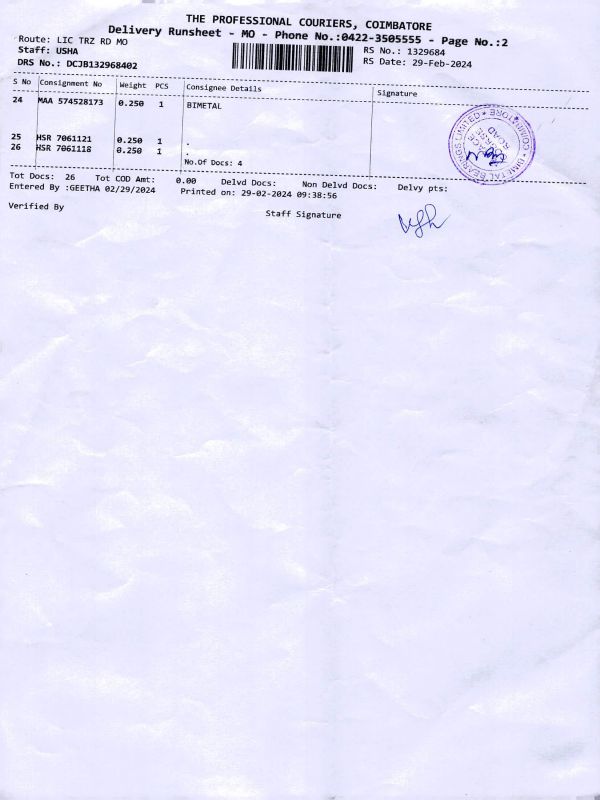 THE PROFESSIONAL COURIERS, COIMBATORE
Delivery Runsheet - MO - Phone No.:0422-3505555 - Page No.:2
Route: LIC TRZ RD MO
RS No.: 1329684
Staff: USHA
RS Date: 29-Feb-2024
DRS No.: DCJB132968402
S No Consignment No Weight PCS Consignee Details Signature
24 MAA 574528173 0.250 1 BIMETAL
BIMETAL BEARINGS LIMITED * COIMBATORE *
25 HSR 7061121 0.250 1 .
26 HSR 7061118 0.250 1 .
No.Of Docs: 4
Tot Docs: 26 Tot COD Amt: 0.00 Delvd Docs: Non Delvd Docs: Delvy pts:
Entered By :GEETHA 02/29/2024 Printed on: 29-02-2024 09:38:56
Verified By Staff Signature